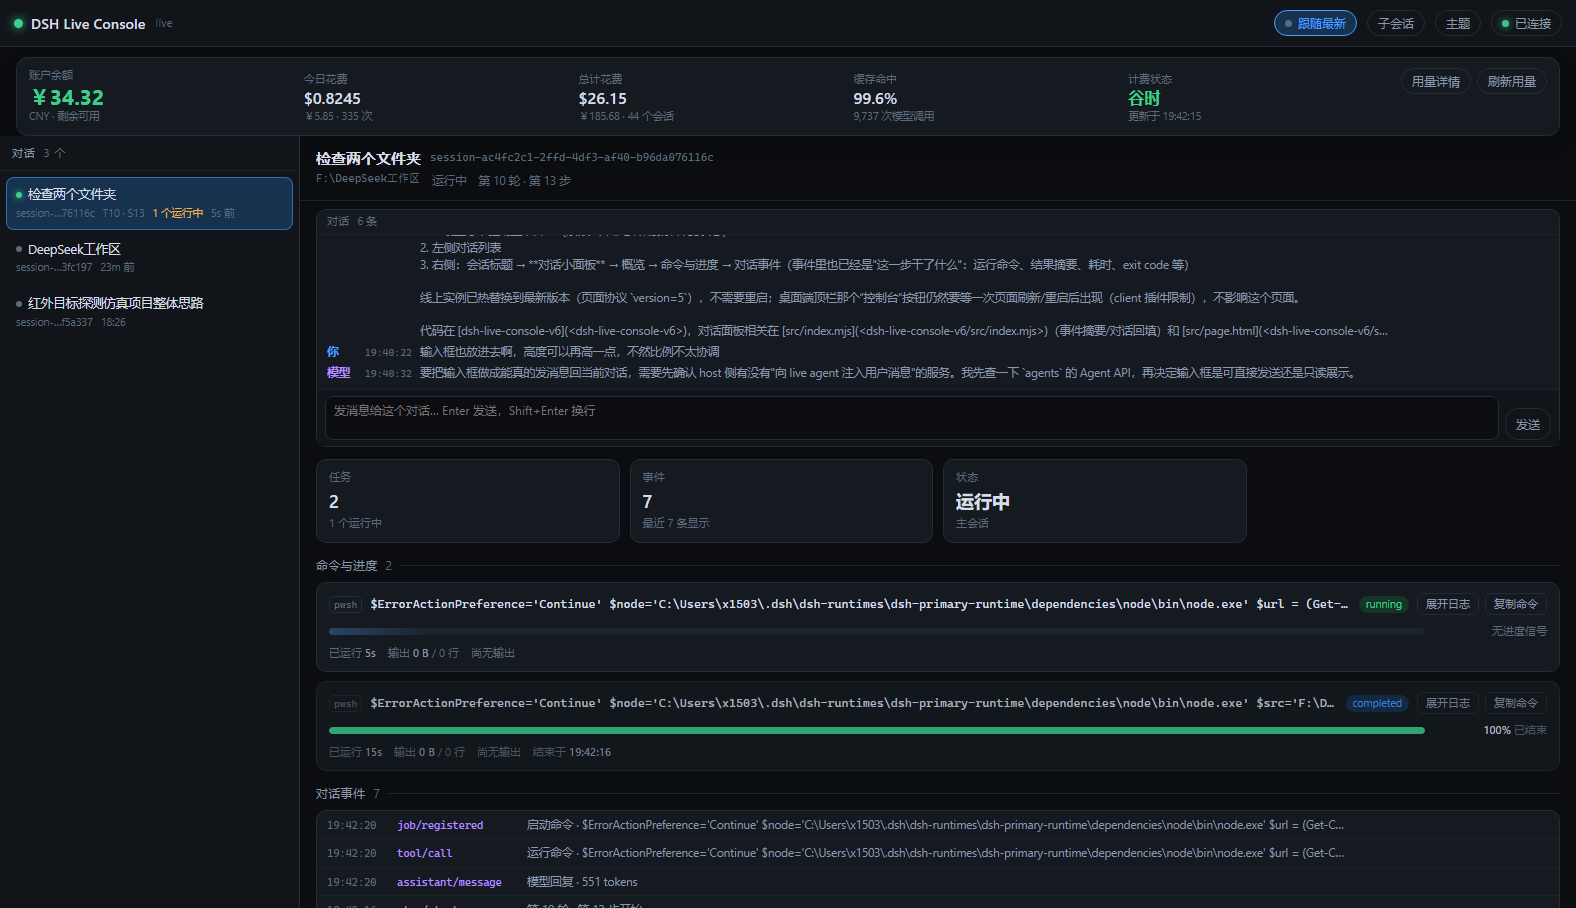 DSH Live Console live
跟随最新 子会话 主题 已连接
账户余额
¥34.32
CNY · 剩余可用
今日花费
$0.8245
¥5.85 · 335 次
总计花费
$26.15
¥185.68 · 44 个会话
缓存命中
99.6%
9,737 次模型调用
计费状态
谷时
更新于 19:42:15
用量详情 刷新用量
对话 3 个
检查两个文件夹
session-...76116c T10 · S13 1 个运行中 5s 前
DeepSeek工作区
session-...3fc197 23m 前
红外目标探测仿真项目整体思路
session-...f5a337 18:26
检查两个文件夹 session-ac4fc2c1-2ffd-4df3-af40-b96da076116c
F:\DeepSeek工作区 运行中 第 10 轮 · 第 13 步
对话 6 条
2. 左侧对话列表
3. 右侧：会话标题 → **对话小面板** → 概览 → 命令与进度 → 对话事件（事件里也已经是"这一步干了什么"：运行命令、结果摘要、耗时、exit code 等）
线上实例已热替换到最新版本（页面协议 `version=5`），不需要重启；桌面端顶栏那个"控制台"按钮仍然要等一次页面刷新/重启后出现（client 插件限制），不影响这个页面。
代码在 [dsh-live-console-v6](<dsh-live-console-v6>)，对话面板相关在 [src/index.mjs](<dsh-live-console-v6/src/index.mjs>)（事件摘要/对话回填）和 [src/page.html](<dsh-live-console-v6/s...
你 19:40:22 输入框也放进去啊，高度可以再高一点，不然比例不太协调
模型 19:40:32 要把输入框做成能真的发消息回当前对话，需要先确认 host 侧有没有"向 live agent 注入用户消息"的服务。我先查一下 `agents` 的 Agent API，再决定输入框是可直接发送还是只读展示。
发消息给这个对话... Enter 发送，Shift+Enter 换行
发送
任务
2
1 个运行中
事件
7
最近 7 条显示
状态
运行中
主会话
命令与进度 2
pwsh $ErrorActionPreference='Continue' $node='C:\Users\x1503\.dsh\dsh-runtimes\dsh-primary-runtime\dependencies\node\bin\node.exe' $url = (Get-… running 展开日志 复制命令
无进度信号
已运行 5s 输出 0 B / 0 行 尚无输出
pwsh $ErrorActionPreference='Continue' $node='C:\Users\x1503\.dsh\dsh-runtimes\dsh-primary-runtime\dependencies\node\bin\node.exe' $src='F:\D… completed 展开日志 复制命令
100% 已结束
已运行 15s 输出 0 B / 0 行 尚无输出 结束于 19:42:16
对话事件 7
19:42:20 job/registered 启动命令 · $ErrorActionPreference='Continue' $node='C:\Users\x1503\.dsh\dsh-runtimes\dsh-primary-runtime\dependencies\node\bin\node.exe' $url = (Get-C...
19:42:20 tool/call 运行命令 · $ErrorActionPreference='Continue' $node='C:\Users\x1503\.dsh\dsh-runtimes\dsh-primary-runtime\dependencies\node\bin\node.exe' $url = (Get-C...
19:42:20 assistant/message 模型回复 · 551 tokens